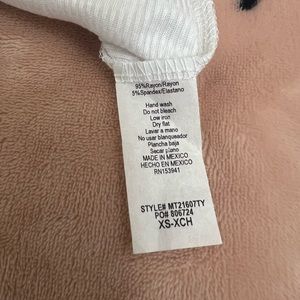 95%Rayon/Rayon
5%Spandex/Elastano
Hand wash
Do not bleach
Low iron
Dry flat
Lavar a mano
No usar blanqueador
Plancha baja
Secar plano
MADE IN MEXICO
HECHO EN MEXICO
RN153941
STYLE# MT21607TY
PO# 806724
XS-XCH